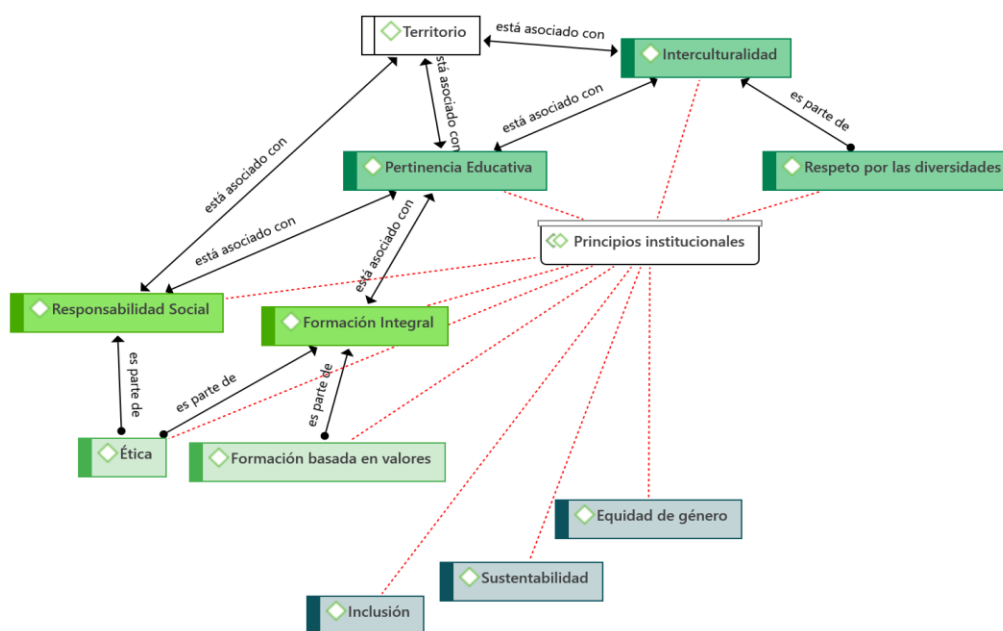 Territorio
está asociado con
Interculturalidad
está asociado con
está asociado con
es parte de
está asociado con
Pertinencia Educativa
Respeto por las diversidades
está asociado con
está asociado con
Principios institucionales
Responsabilidad Social
Formación Integral
es parte de
es parte de
es parte de
Ética
Formación basada en valores
Equidad de género
Sustentabilidad
Inclusión